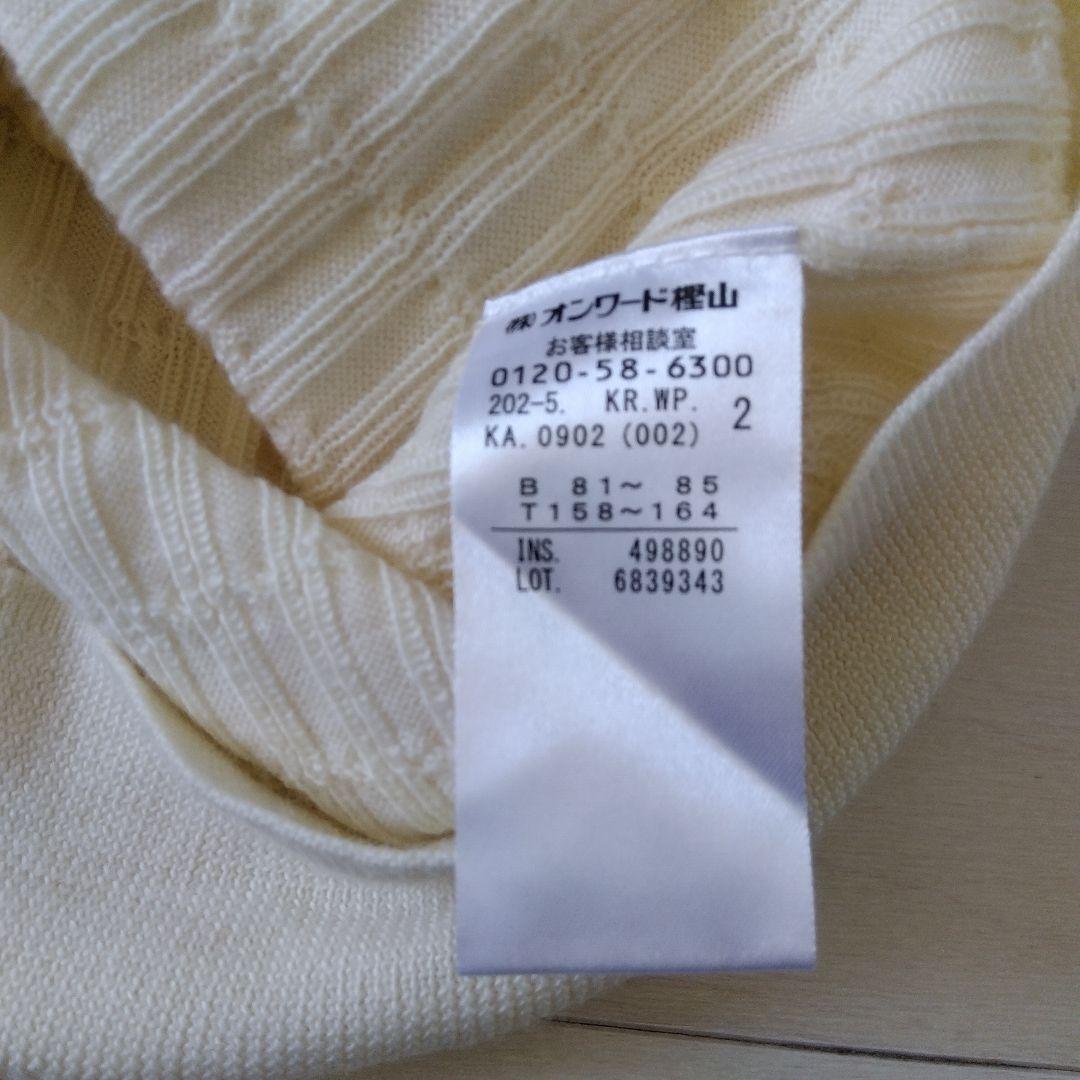 ㈱オンワード樫山
お客様相談室
0120-58-6300
202-5. KR.WP. 2
KA.0902(002)
B 81〜 85
T158〜164
INS. 498890
LOT. 6839343